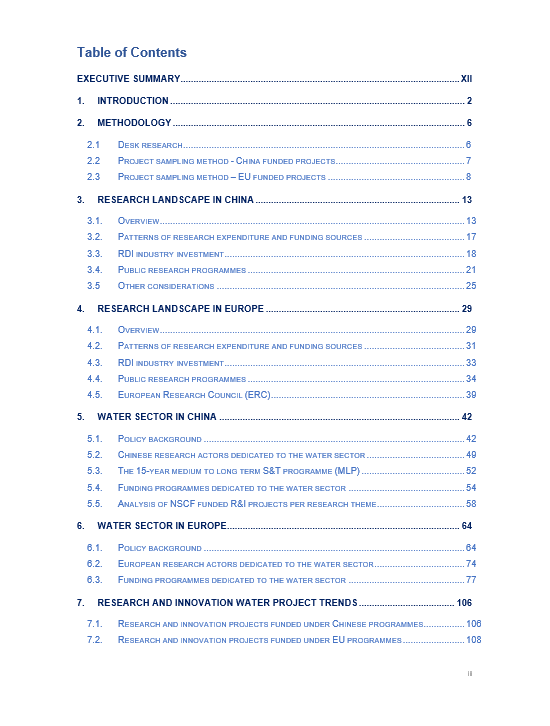 Table of Contents
EXECUTIVE SUMMARY XII
1. INTRODUCTION 2
2. METHODOLOGY 6
2.1 Desk research 6
2.2 Project sampling method - China funded projects 7
2.3 Project sampling method – EU funded projects 8
3. RESEARCH LANDSCAPE IN CHINA 13
3.1. Overview 13
3.2. Patterns of research expenditure and funding sources 17
3.3. RDI industry investment 18
3.4. Public research programmes 21
3.5 Other considerations 25
4. RESEARCH LANDSCAPE IN EUROPE 29
4.1. Overview 29
4.2. Patterns of research expenditure and funding sources 31
4.3. RDI industry investment 33
4.4. Public research programmes 34
4.5. European Research Council (ERC) 39
5. WATER SECTOR IN CHINA 42
5.1. Policy background 42
5.2. Chinese research actors dedicated to the water sector 49
5.3. The 15-year medium to long term S&T programme (MLP) 52
5.4. Funding programmes dedicated to the water sector 54
5.5. Analysis of NSCF funded R&I projects per research theme 58
6. WATER SECTOR IN EUROPE 64
6.1. Policy background 64
6.2. European research actors dedicated to the water sector 74
6.3. Funding programmes dedicated to the water sector 77
7. RESEARCH AND INNOVATION WATER PROJECT TRENDS 106
7.1. Research and innovation projects funded under Chinese programmes 106
7.2. Research and innovation projects funded under EU programmes 108